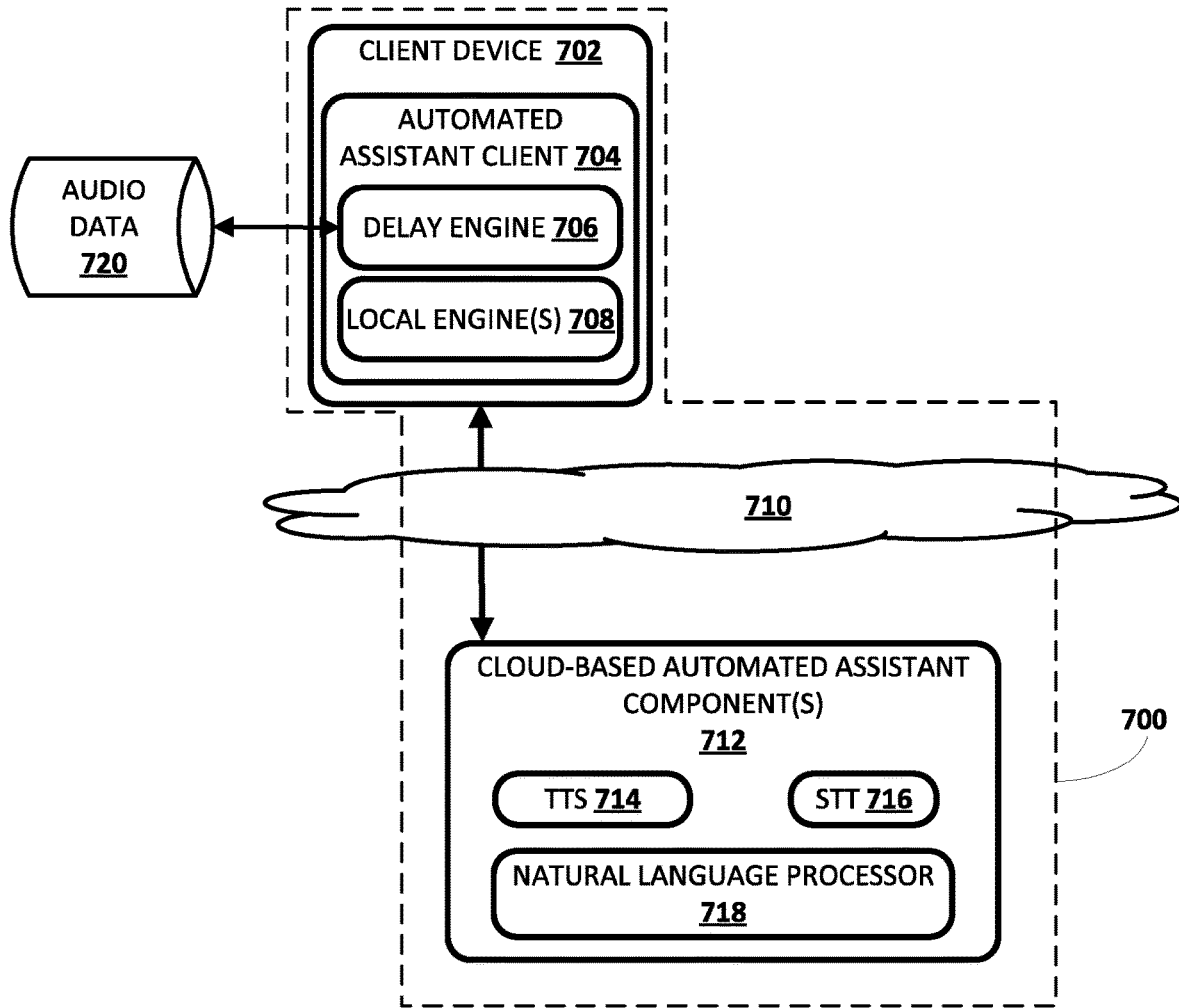 CLIENT DEVICE 702
AUTOMATED
ASSISTANT CLIENT 704
AUDIO
DATA
720
DELAY ENGINE 706
LOCAL ENGINE(S) 708
710
CLOUD-BASED AUTOMATED ASSISTANT
COMPONENT(S)
712
700
TTS 714
STT 716
NATURAL LANGUAGE PROCESSOR
718